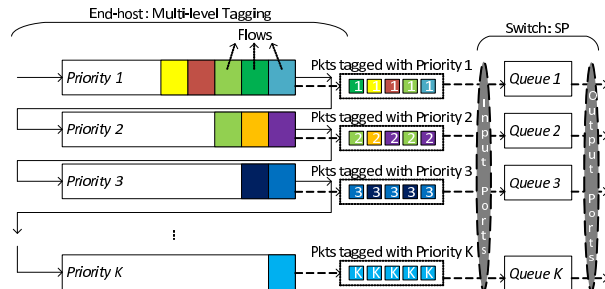 End-host: Multi-level Tagging
Switch: SP
Flows
Priority 1
Pkts tagged with Priority 1
1 1 1 1 1
Queue 1
Priority 2
Pkts tagged with Priority 2
2 2 2 2 2
Queue 2
Priority 3
Pkts tagged with Priority 3
3 3 3 3 3
Queue 3
...
Priority K
Pkts tagged with Priority K
K K K K K
Queue K
Input Ports
Output Ports